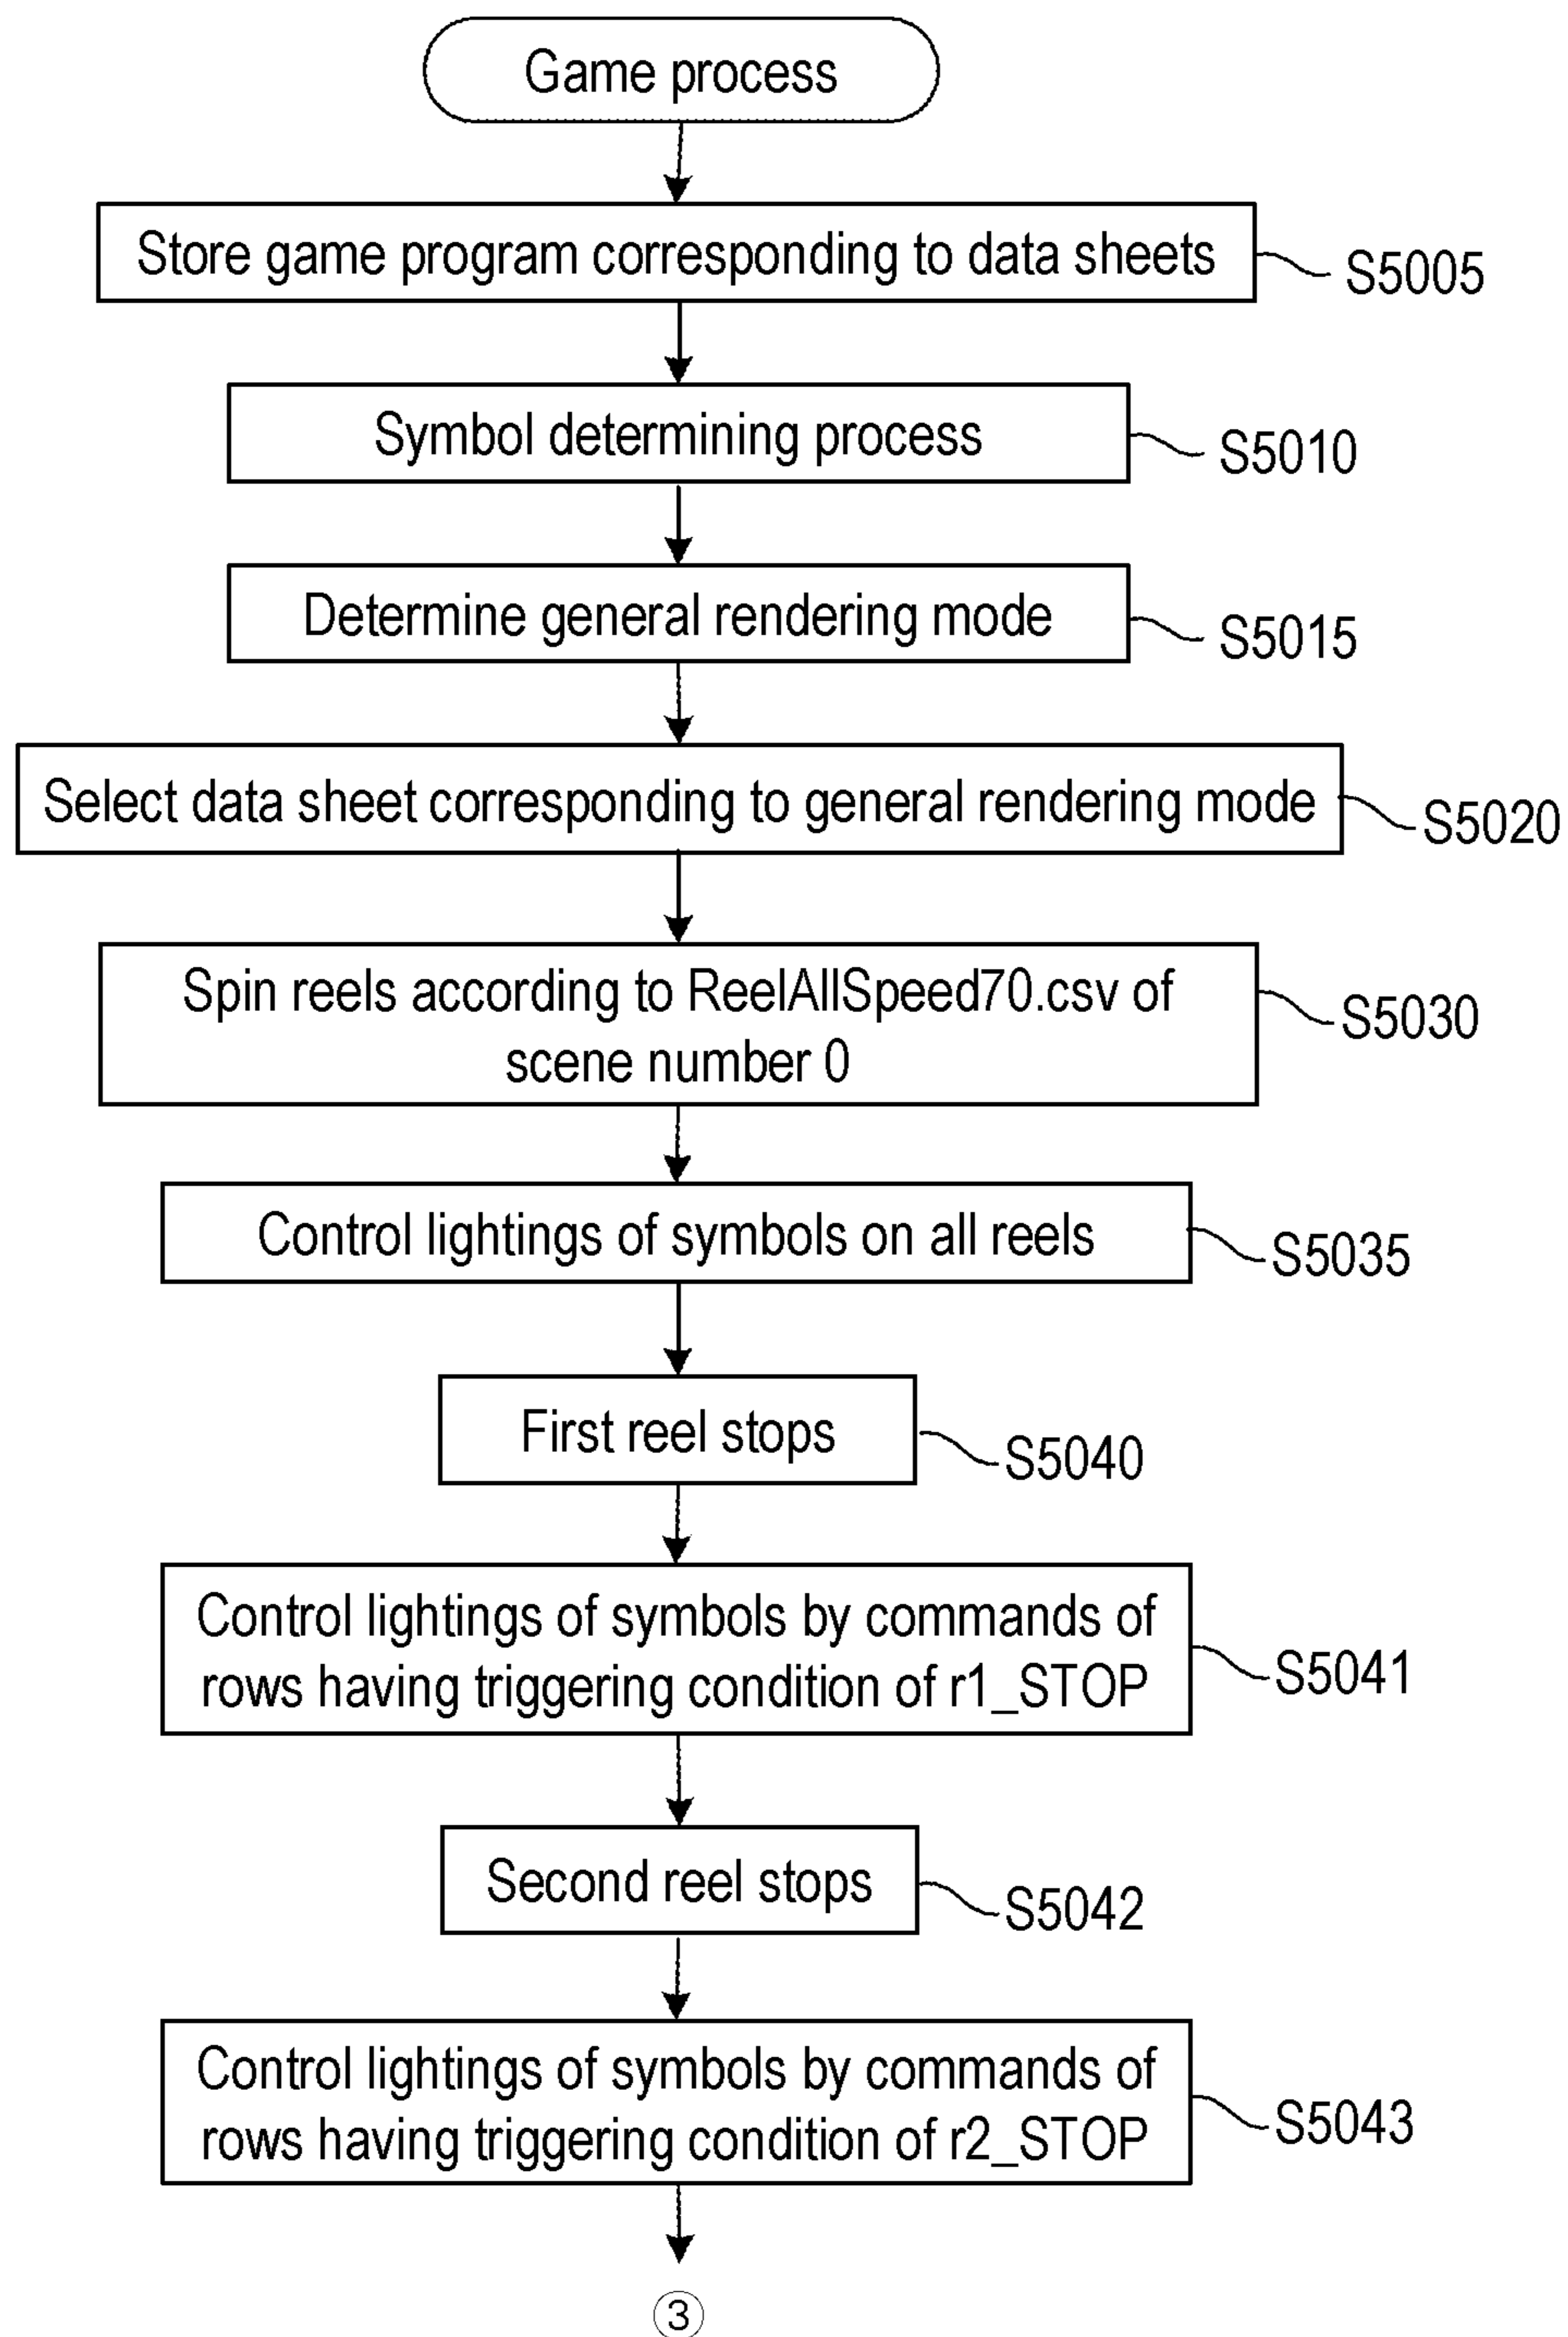 Game process
Store game program corresponding to data sheets
S5005
Symbol determining process
S5010
Determine general rendering mode
S5015
Select data sheet corresponding to general rendering mode
S5020
Spin reels according to ReelAllSpeed70.csv of
scene number 0
S5030
Control lightings of symbols on all reels
S5035
First reel stops
S5040
Control lightings of symbols by commands of
rows having triggering condition of r1_STOP
S5041
Second reel stops
S5042
Control lightings of symbols by commands of
rows having triggering condition of r2_STOP
S5043
③